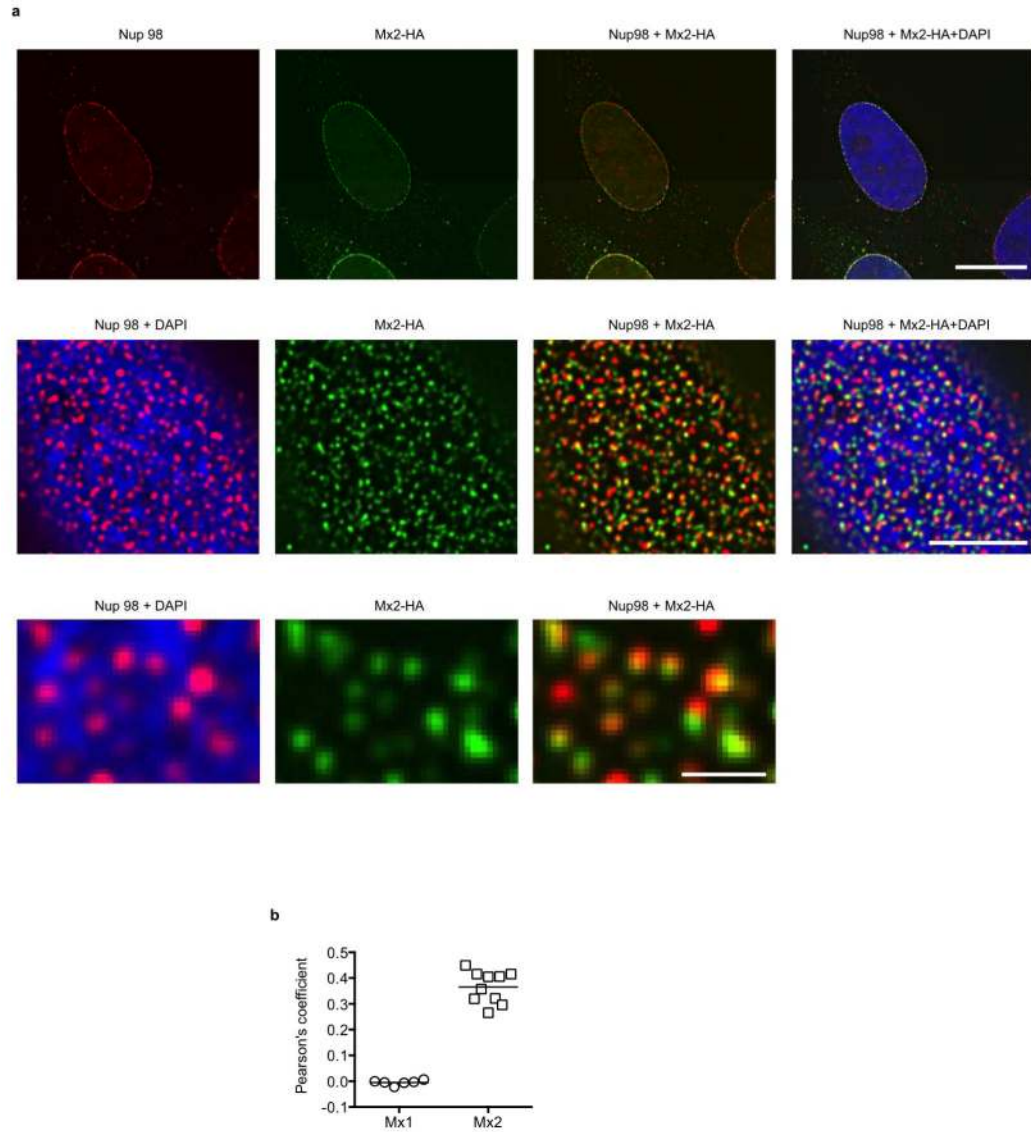 a
Nup 98 Mx2-HA Nup98 + Mx2-HA Nup98 + Mx2-HA+DAPI
Nup 98 + DAPI Mx2-HA Nup98 + Mx2-HA Nup98 + Mx2-HA+DAPI
Nup 98 + DAPI Mx2-HA Nup98 + Mx2-HA
b
Pearson's coefficient
0.5
0.4
0.3
0.2
0.1
0.0
-0.1
Mx1 Mx2